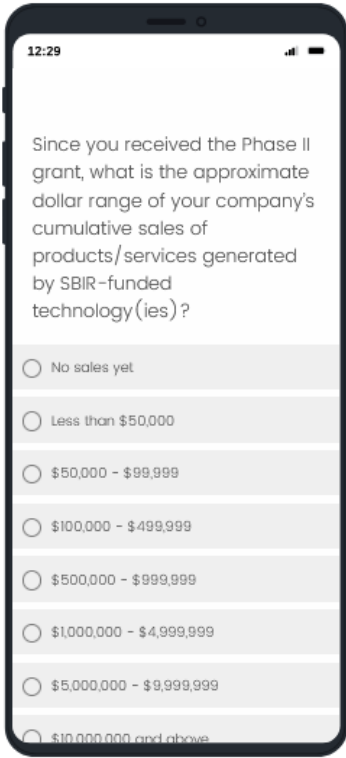 12:29
Since you received the Phase II
grant, what is the approximate
dollar range of your company's
cumulative sales of
products/services generated
by SBIR-funded
technology(ies)?
No sales yet
Less than $50,000
$50,000 - $99,999
$100,000 - $499,999
$500,000 - $999,999
$1,000,000 - $4,999,999
$5,000,000 - $9,999,999
$10,000,000 and above